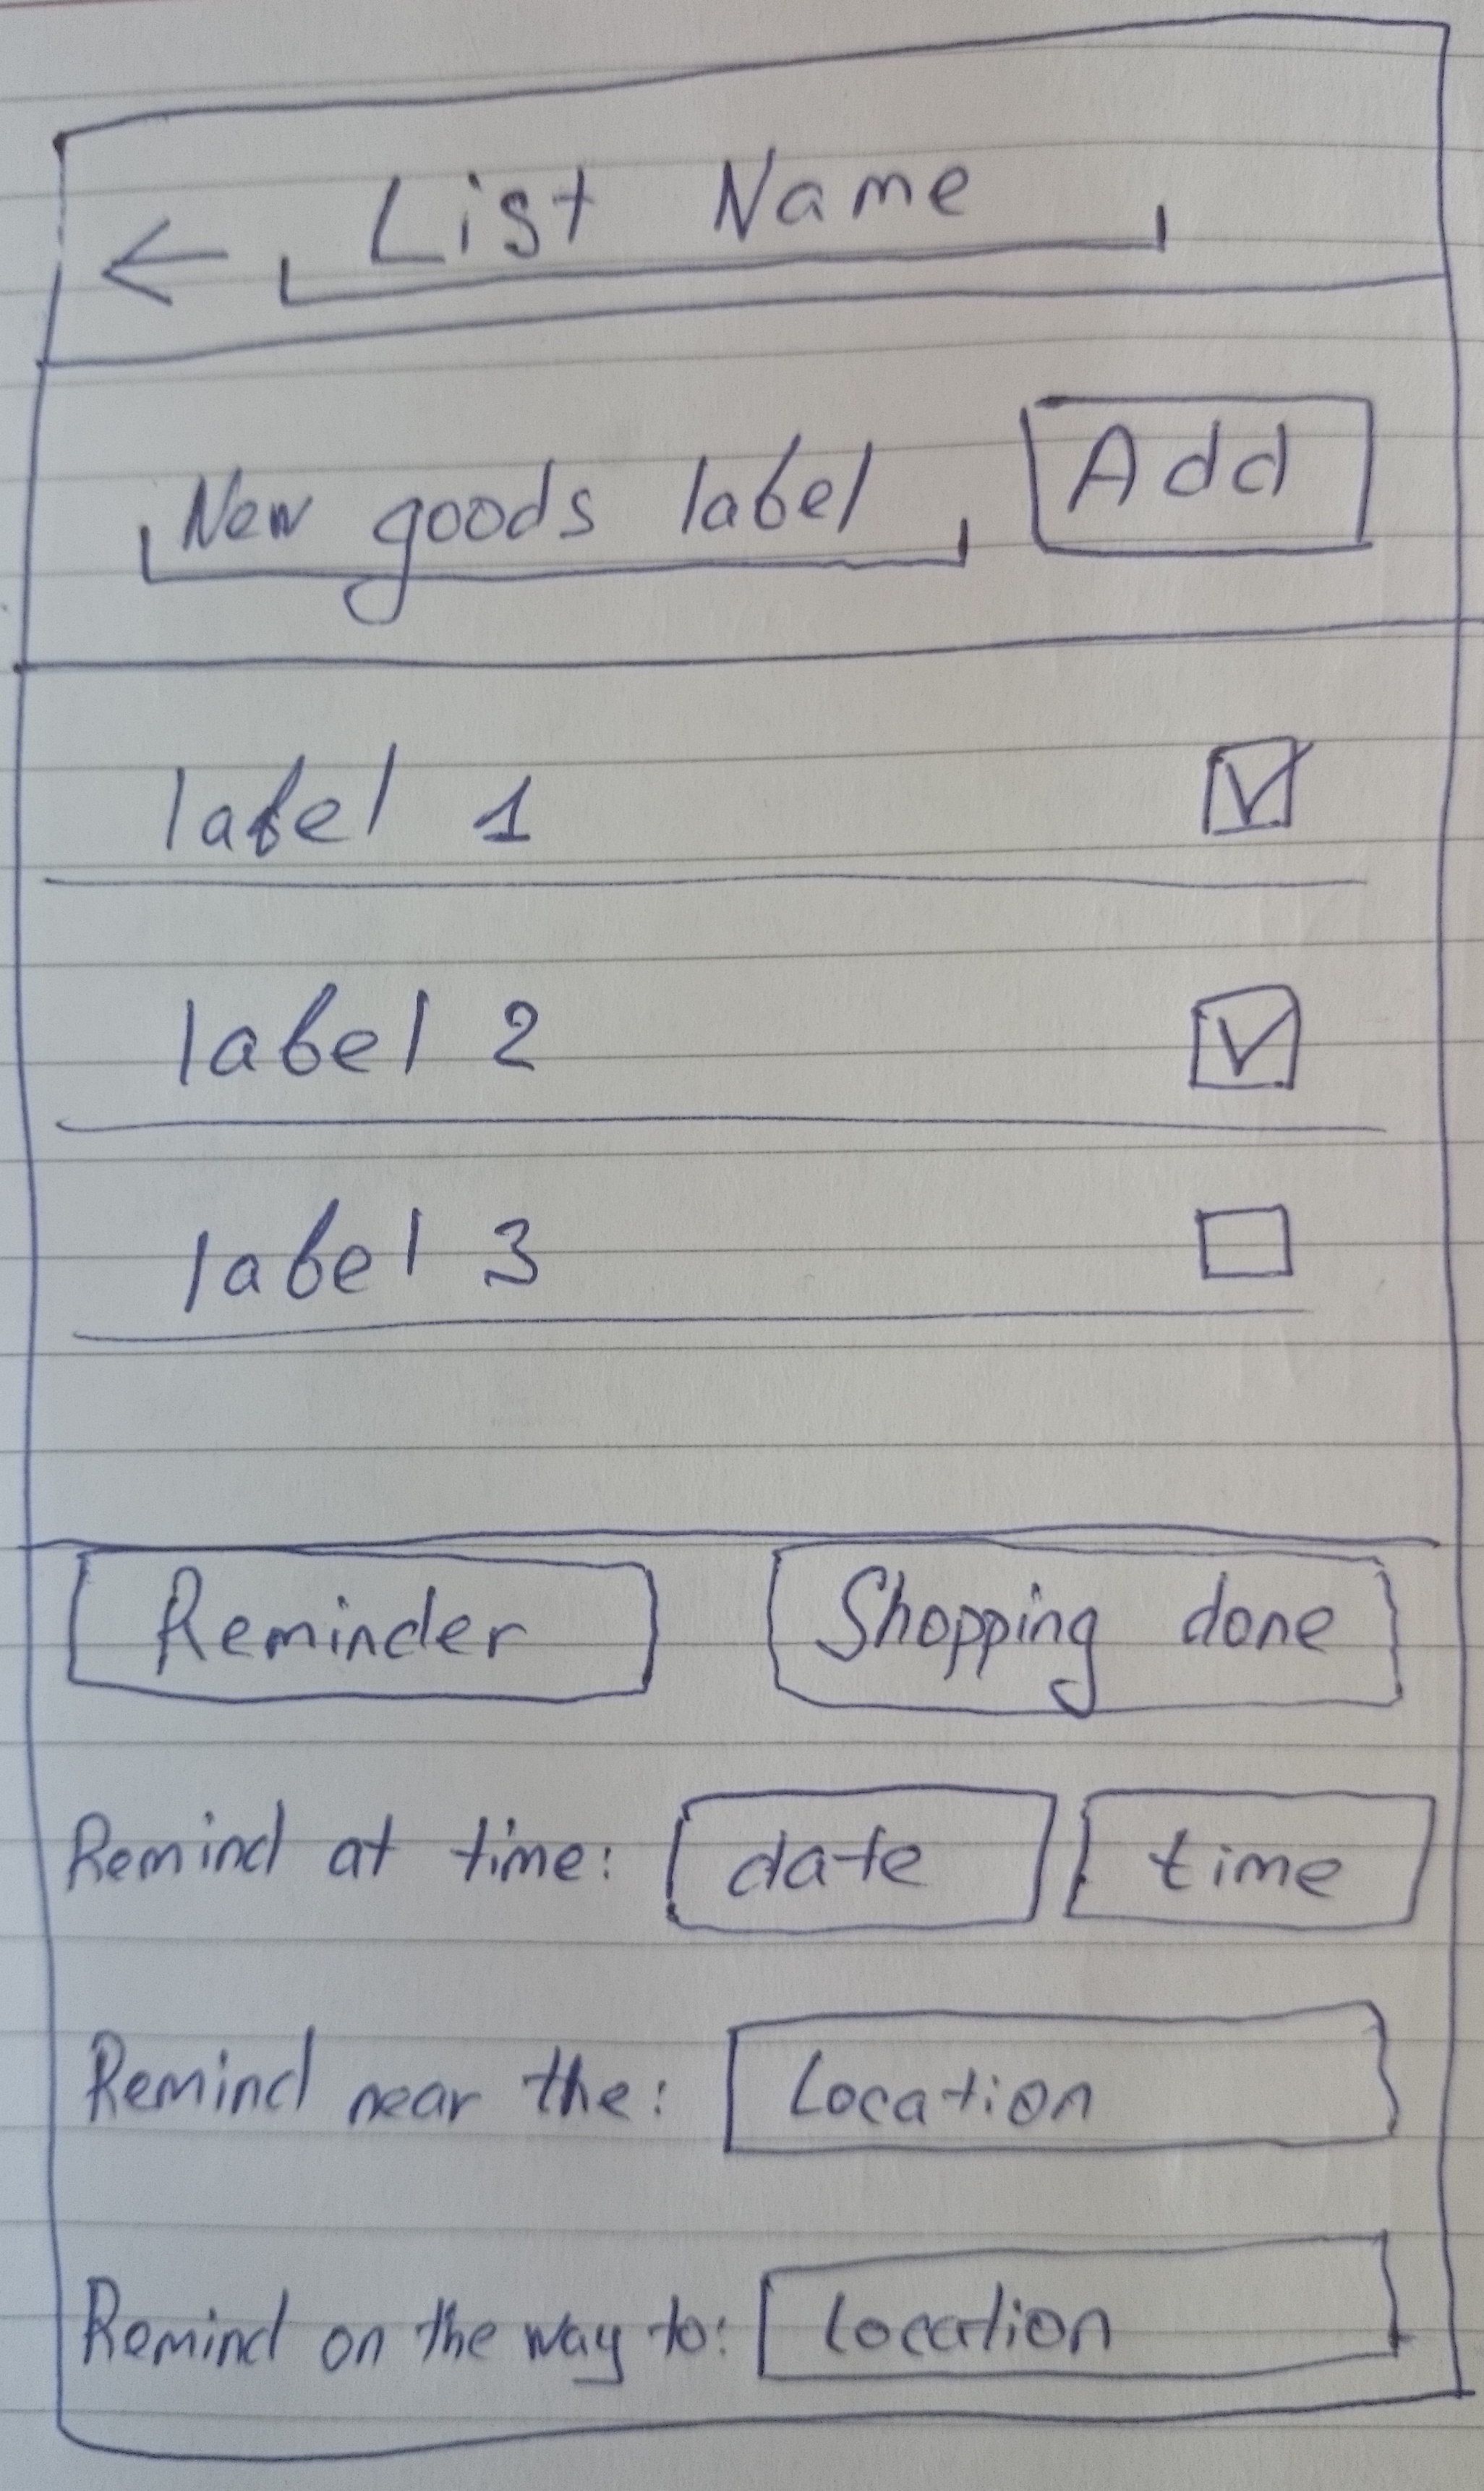 ← List Name
New goods label Add
label 1
label 2
label 3
Reminder Shopping done
Remind at time: date time
Remind near the: Location
Remind on the way to: Location